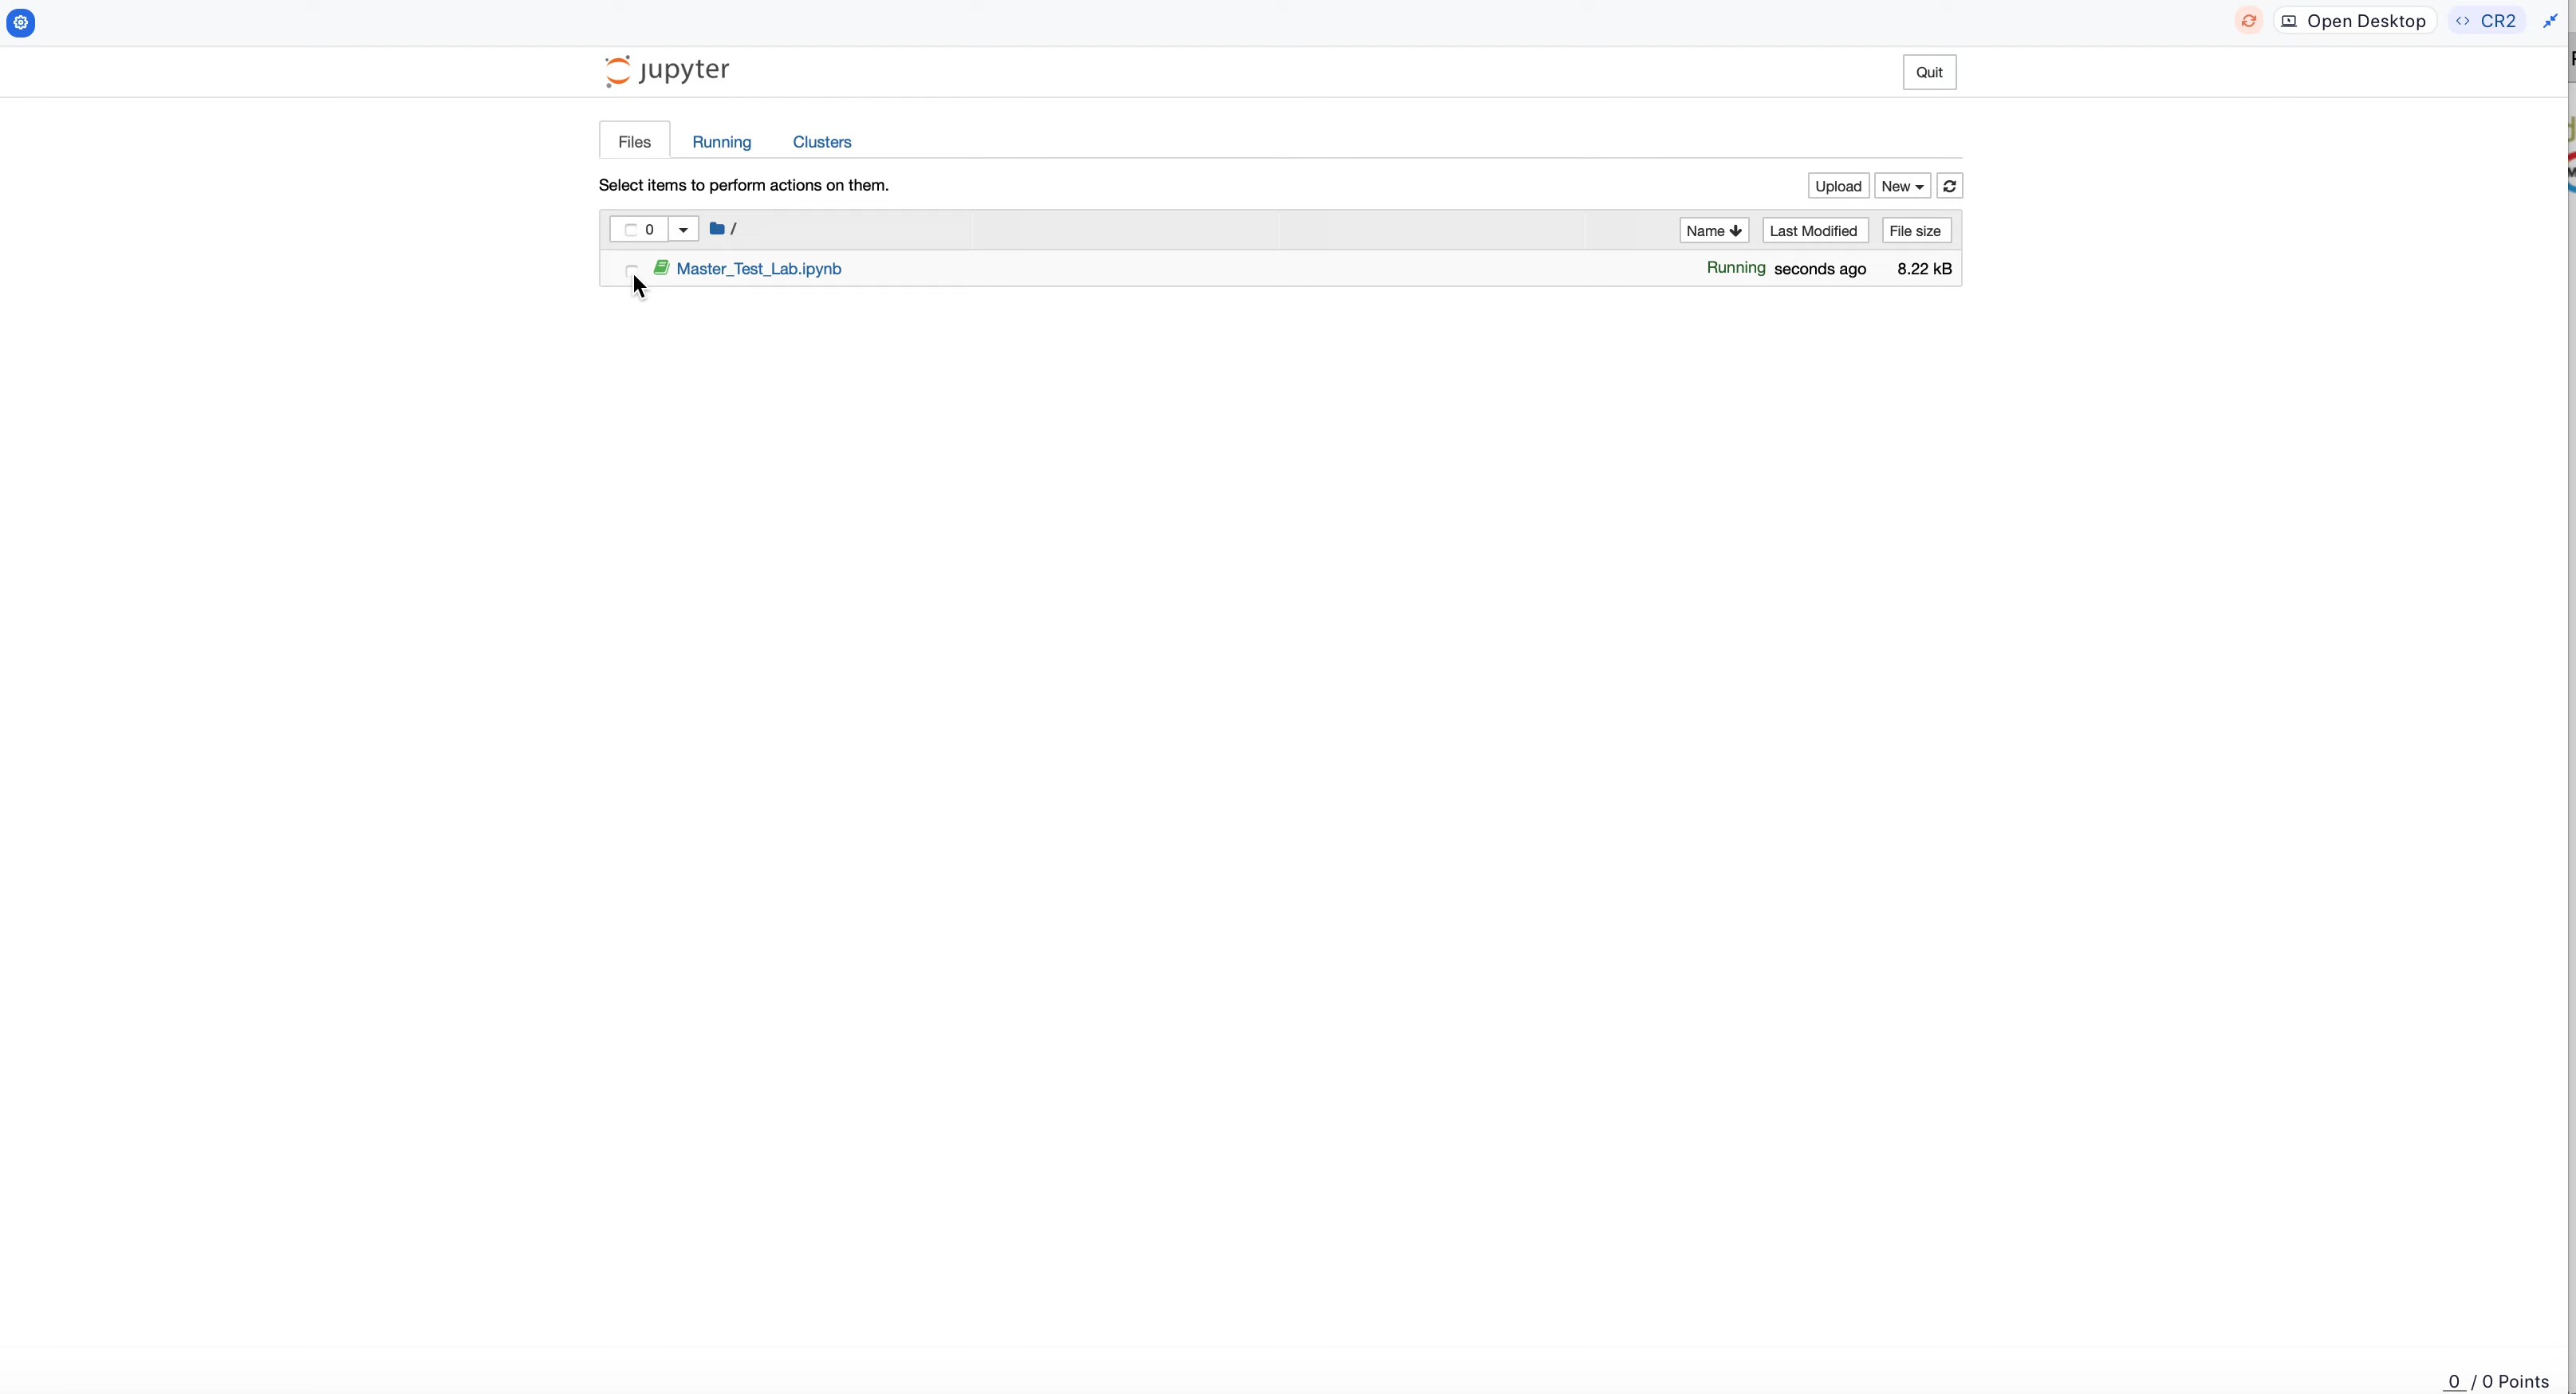 Open Desktop <> CR2
jupyter
Quit
Files Running Clusters
Select items to perform actions on them.
Upload New
0 /
Name Last Modified File size
Master_Test_Lab.ipynb Running seconds ago 8.22 kB
0 / 0 Points